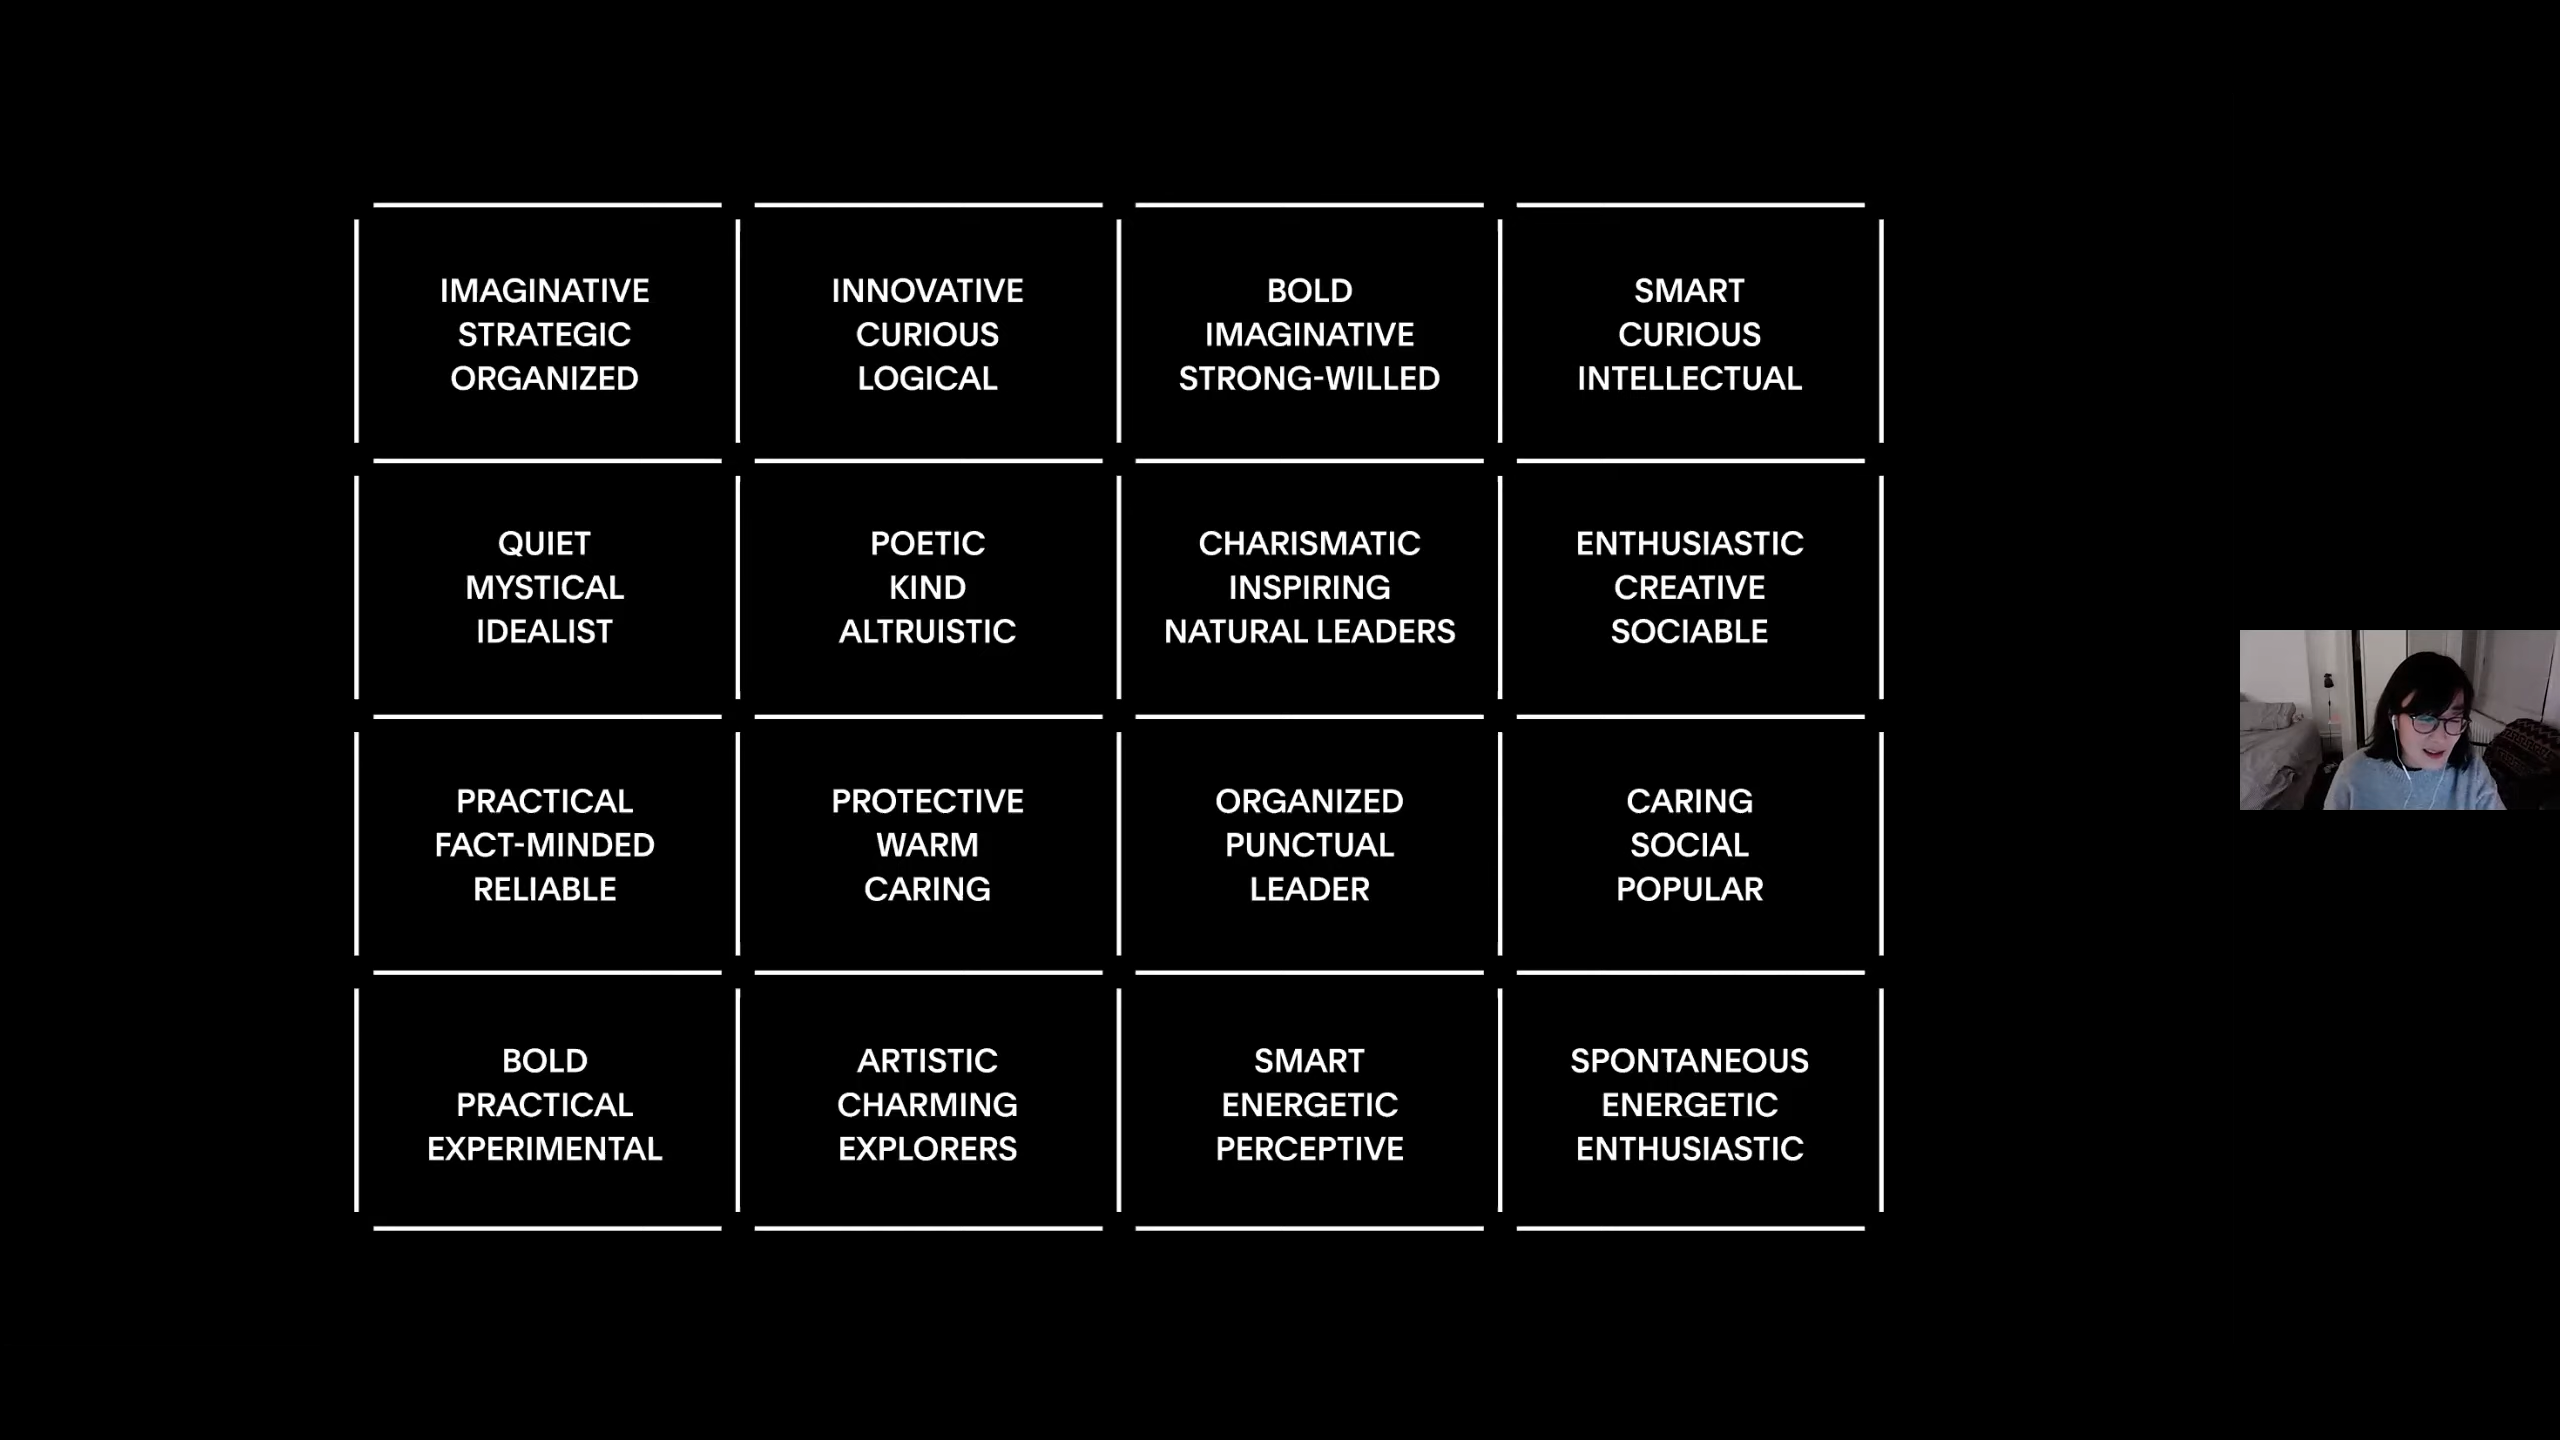 IMAGINATIVE
STRATEGIC
ORGANIZED
INNOVATIVE
CURIOUS
LOGICAL
BOLD
IMAGINATIVE
STRONG-WILLED
SMART
CURIOUS
INTELLECTUAL
QUIET
MYSTICAL
IDEALIST
POETIC
KIND
ALTRUISTIC
CHARISMATIC
INSPIRING
NATURAL LEADERS
ENTHUSIASTIC
CREATIVE
SOCIABLE
PRACTICAL
FACT-MINDED
RELIABLE
PROTECTIVE
WARM
CARING
ORGANIZED
PUNCTUAL
LEADER
CARING
SOCIAL
POPULAR
BOLD
PRACTICAL
EXPERIMENTAL
ARTISTIC
CHARMING
EXPLORERS
SMART
ENERGETIC
PERCEPTIVE
SPONTANEOUS
ENERGETIC
ENTHUSIASTIC